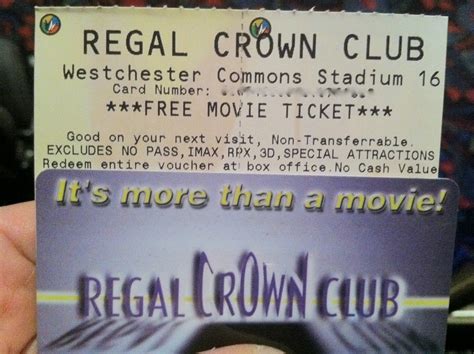 REGAL CROWN CLUB
Westchester Commons Stadium 16
Card Number:
***FREE MOVIE TICKET***
Good on your next visit, Non-Transferrable.
EXCLUDES NO PASS,IMAX,RPX,3D,SPECIAL ATTRACTIONS
Redeem entire voucher at box office.No Cash Value
It's more than a movie!
REGAL CROWN CLUB